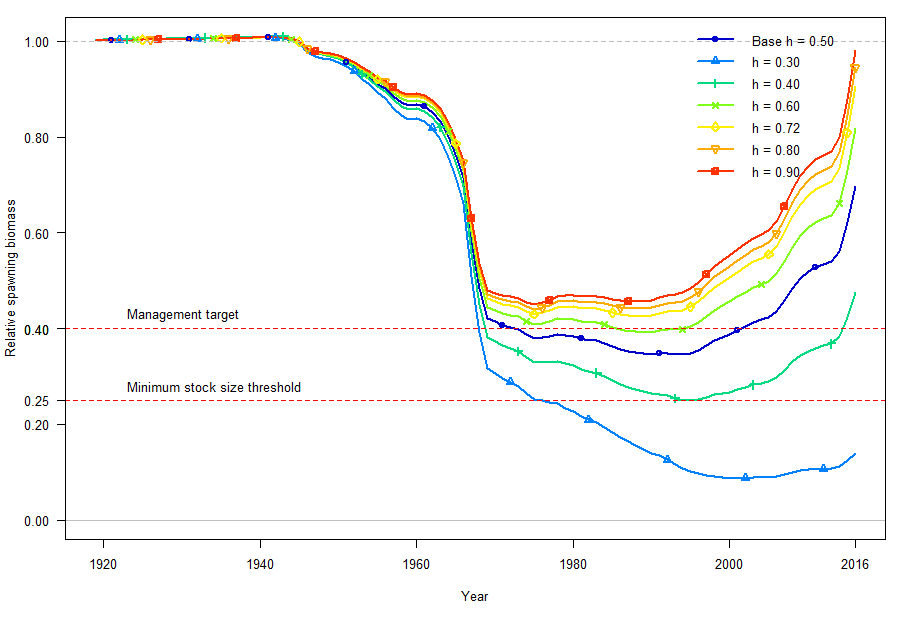 1.00
0.80
0.60
0.40
0.25
0.20
0.00
Relative spawning biomass
Base h = 0.50
h = 0.30
h = 0.40
h = 0.60
h = 0.72
h = 0.80
h = 0.90
Management target
Minimum stock size threshold
1920 1940 1960 1980 2000 2016
Year